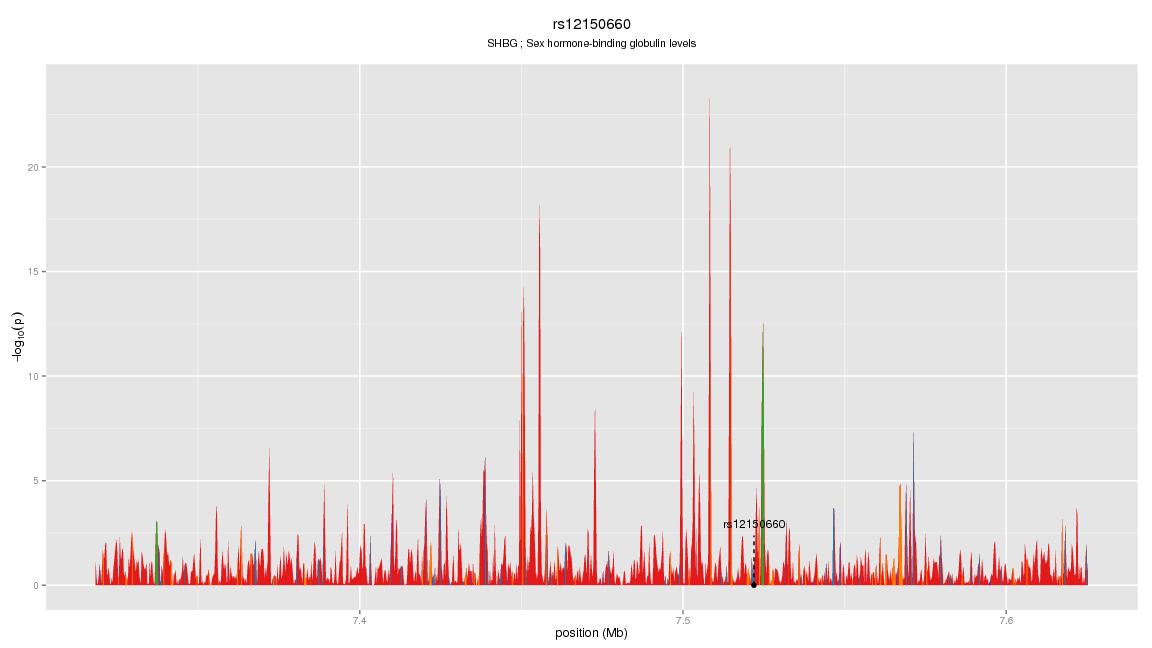 rs12150660
SHBG ; Sex hormone-binding globulin levels
20
15
10
5
0
−log10(p)
rs12150660
7.4
7.5
7.6
position (Mb)